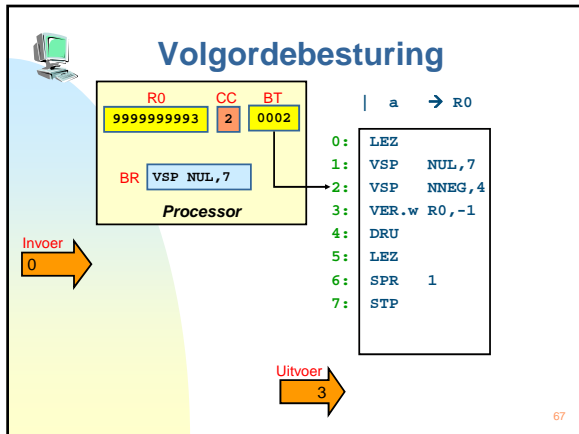 Volgordebesturing
R0 CC BT
9999999993 2 0002
BR VSP NUL,7
Processor
| a → R0
0: LEZ
1: VSP NUL,7
2: VSP NNEG,4
3: VER.w R0,-1
4: DRU
5: LEZ
6: SPR 1
7: STP
Invoer
0
Uitvoer
3
67